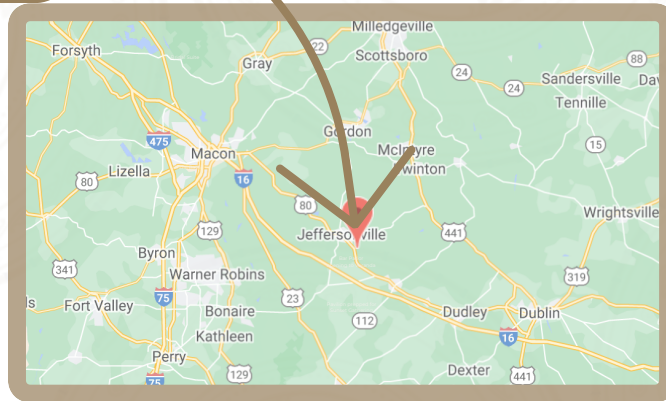 Milledgeville
Forsyth
22
Scottsboro
Gray
88
24
Sandersville
24
Tennille
Gordon
475
15
Macon
McIntyre
Lizella
16
80
80
Wrightsville
129
441
Jeffersonville
Byron
341
Warner Robins
319
75
23
Fort Valley
Bonaire
Dudley
Dublin
112
Kathleen
16
Perry
Dexter
129
441
75